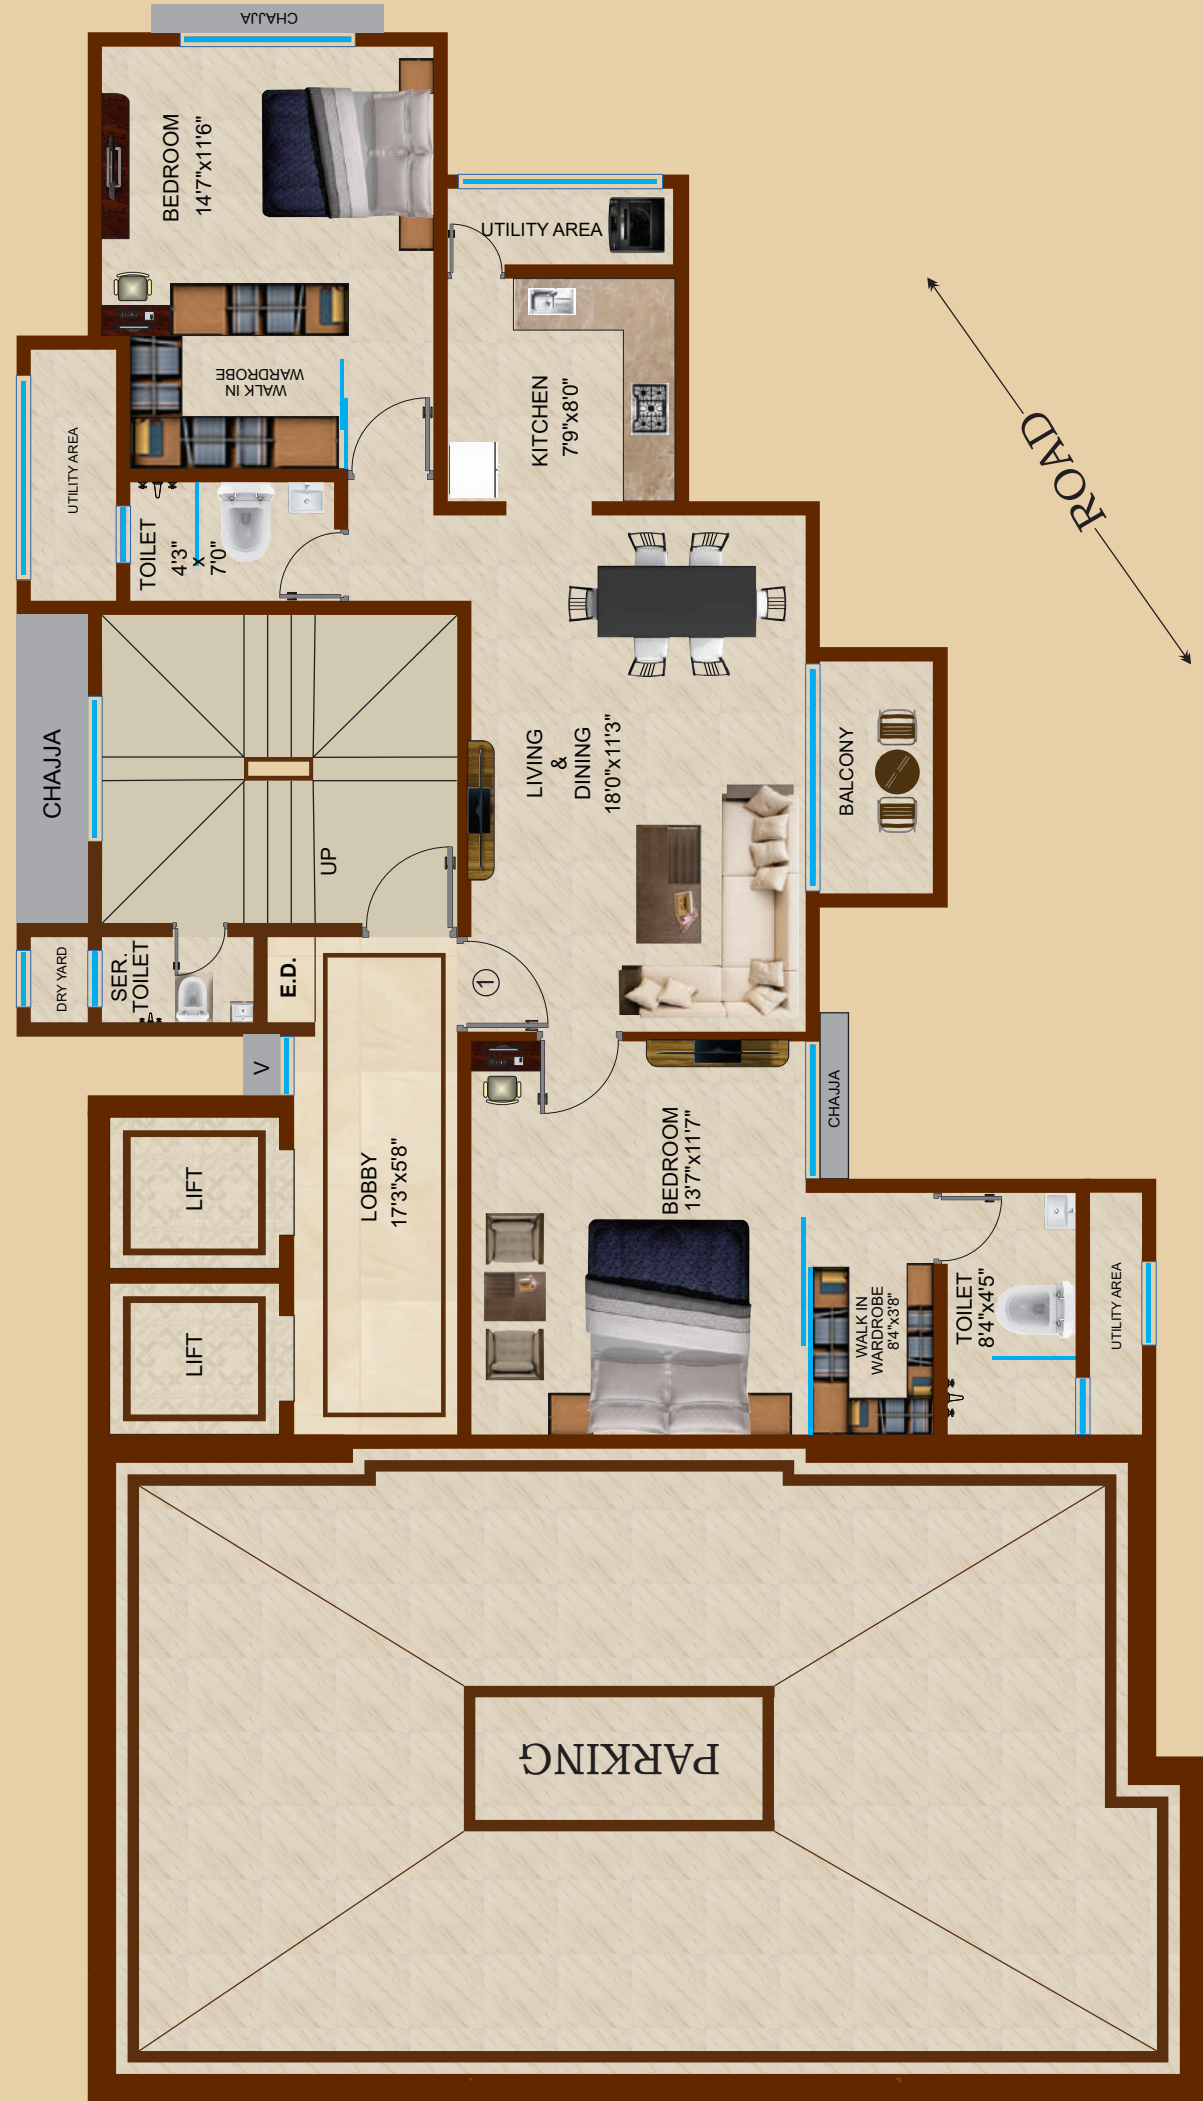 CHAJJA
BEDROOM
14'7"x11'6"
UTILITY AREA
WALK IN
WARDROBE
KITCHEN
7'9"x8'0"
UTILITY AREA
TOILET
4'3"
x
7'0"
ROAD
CHAJJA
LIVING
&
DINING
18'0"x11'3"
BALCONY
UP
DRY YARD
SER.
TOILET
E.D.
1
V
CHAJJA
LIFT
LOBBY
17'3"x5'8"
BEDROOM
13'7"x11'7"
LIFT
WALK IN
WARDROBE
8'4"x3'8"
TOILET
8'4"x4'5"
UTILITY AREA
PARKING